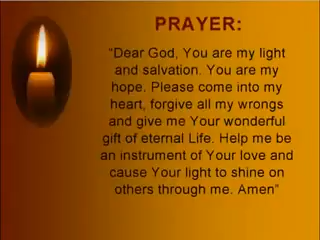 PRAYER:
“Dear God, You are my light
and salvation. You are my
hope. Please come into my
heart, forgive all my wrongs
and give me Your wonderful
gift of eternal Life. Help me be
an instrument of Your love and
cause Your light to shine on
others through me. Amen”